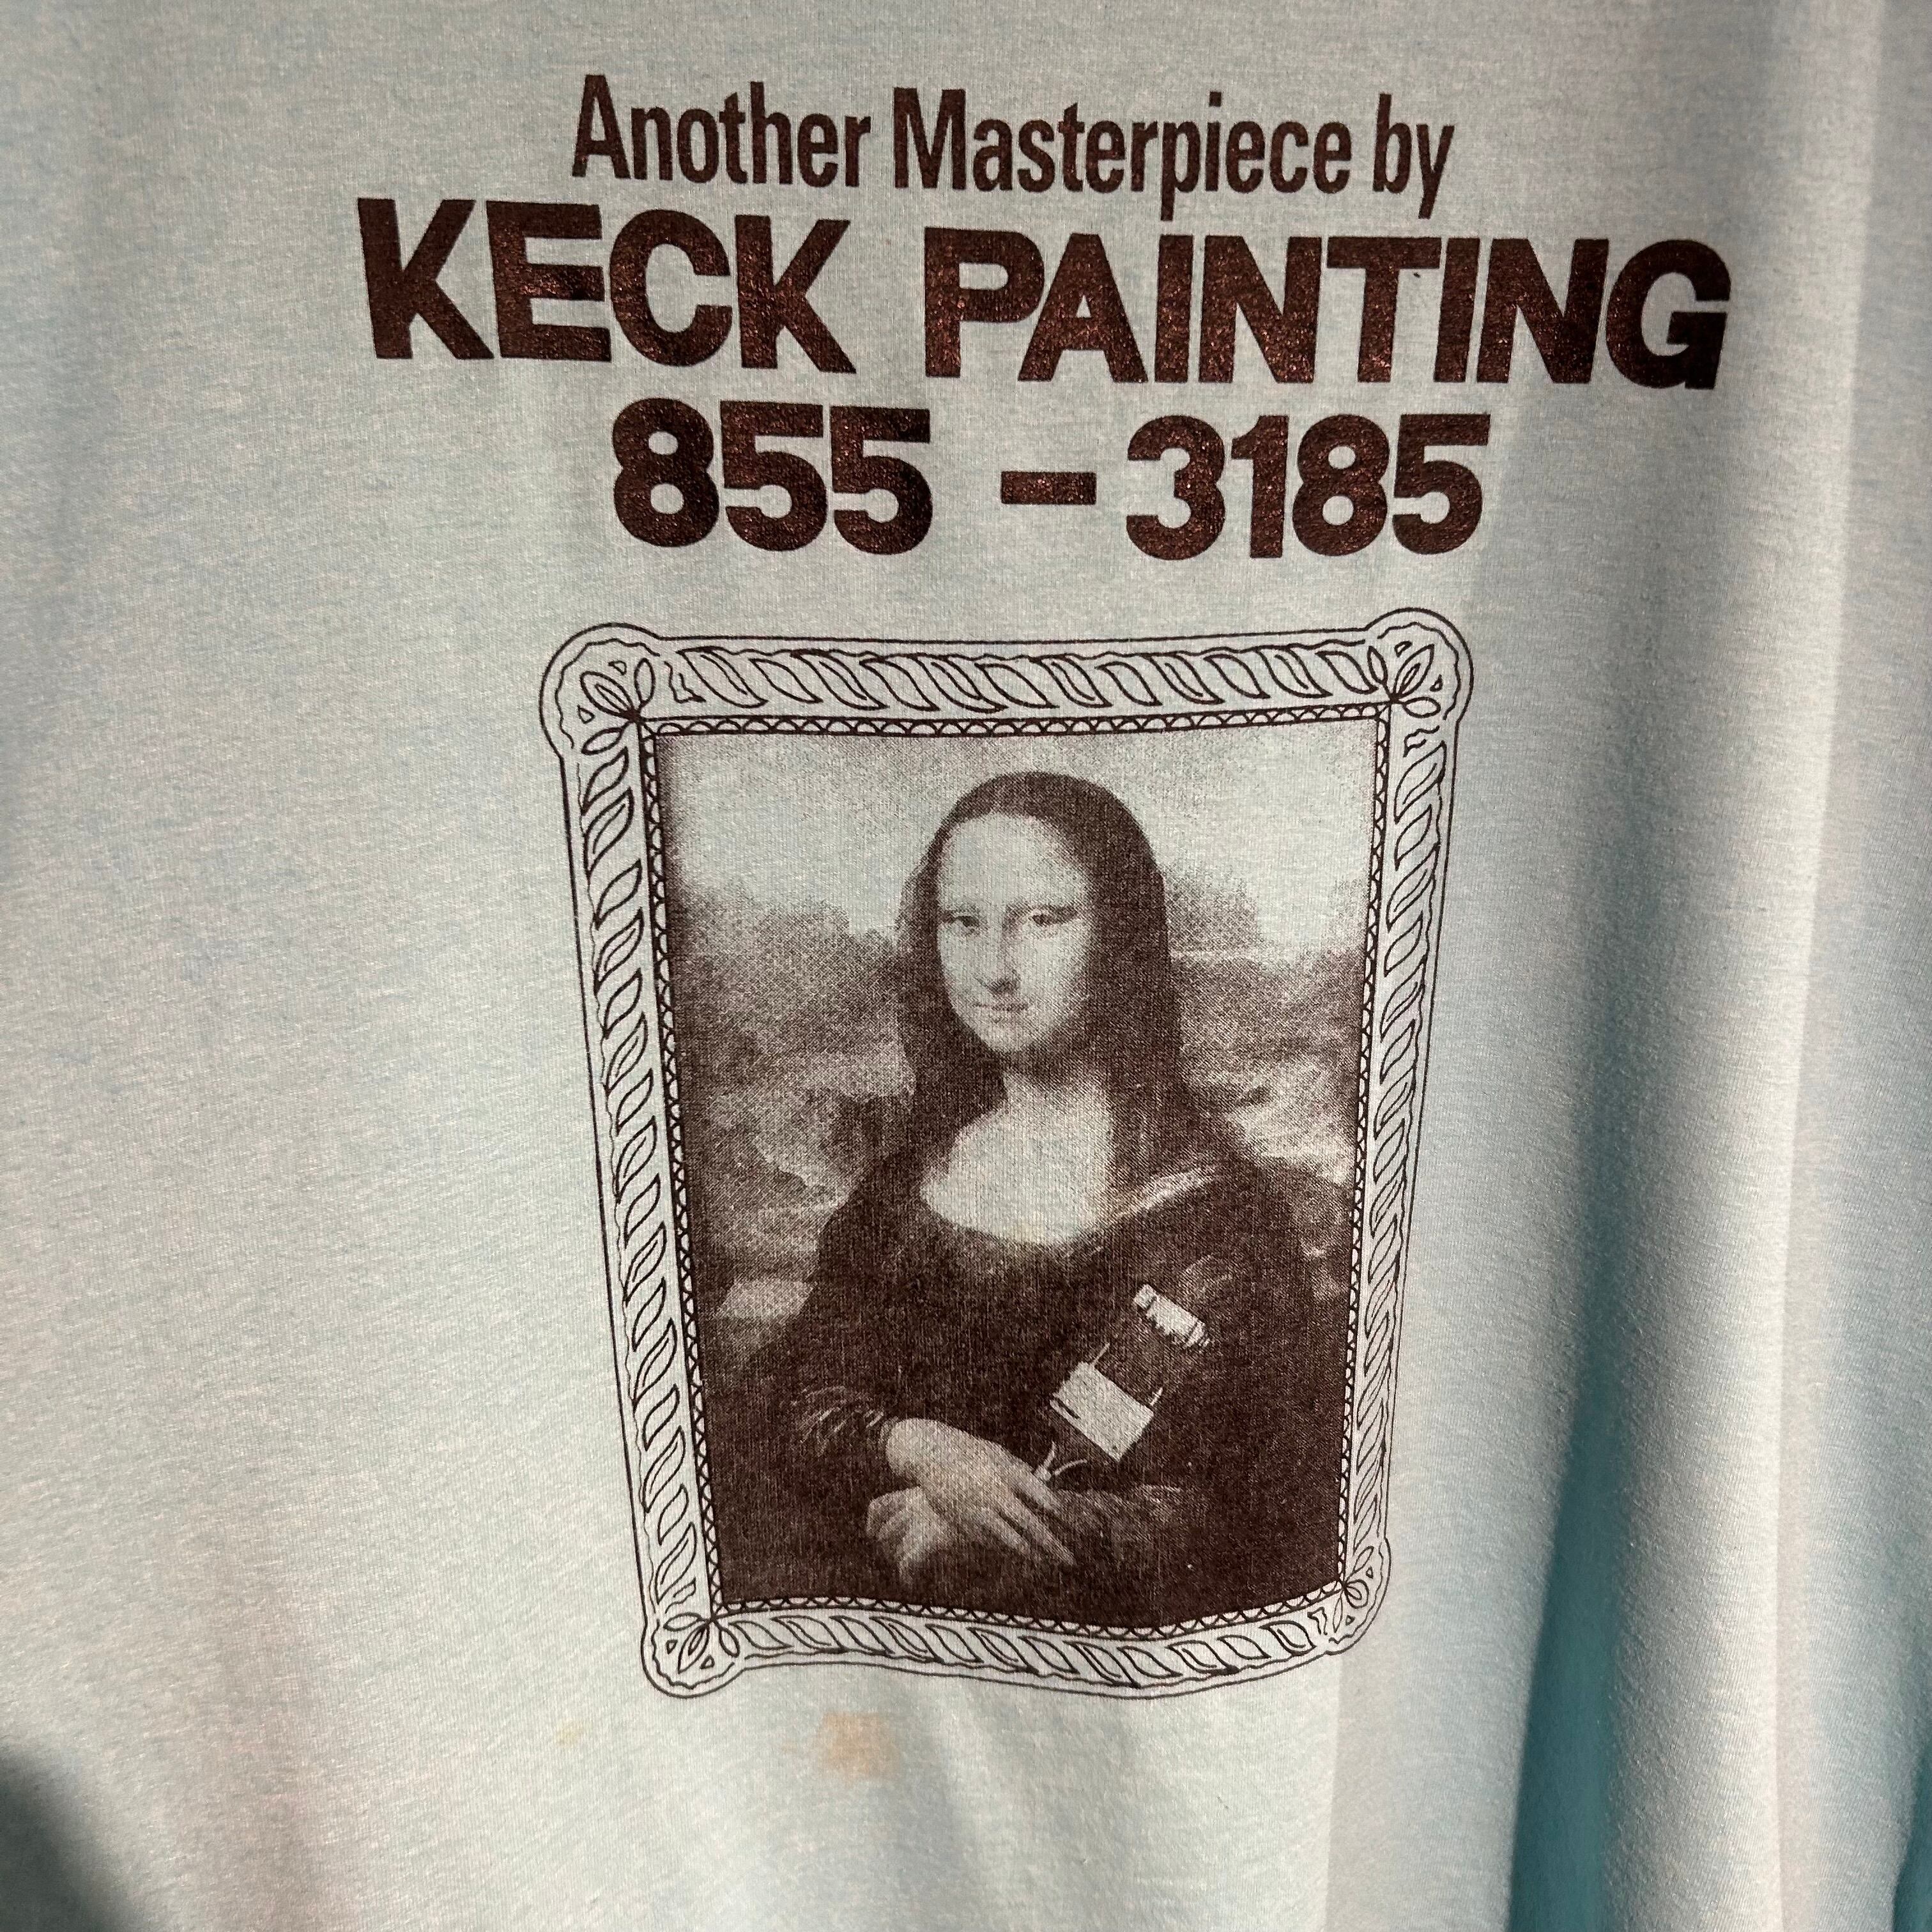 Another Masterpiece by
KECK PAINTING
855 - 3185